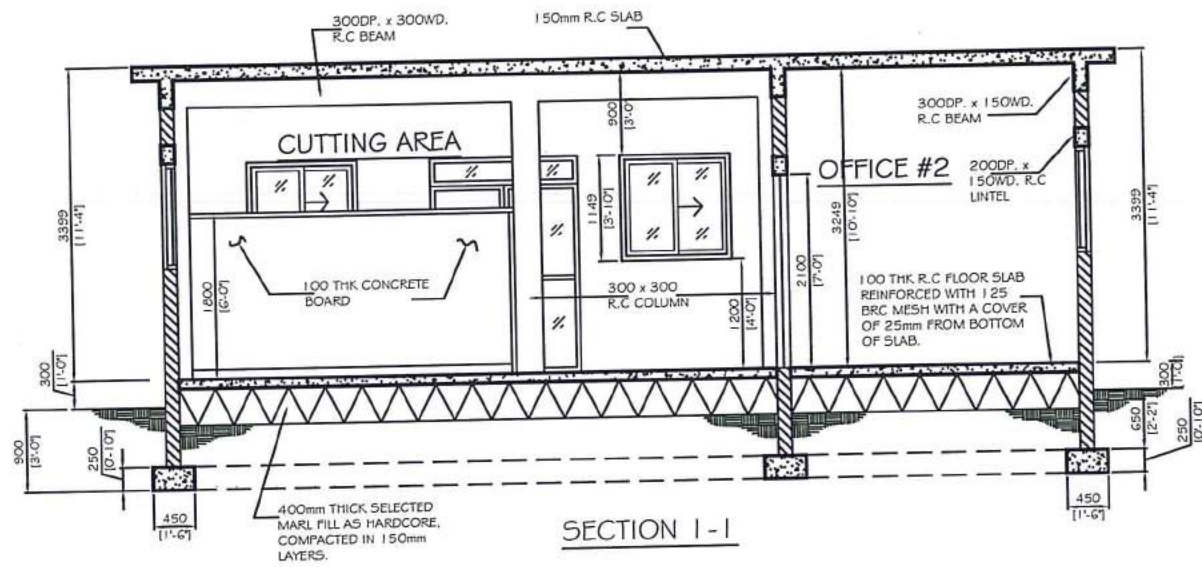 300DP. x 300WD.
R.C BEAM
150mm R.C SLAB
3399
[11'-4"]
CUTTING AREA
900
[3'-0"]
300DP. x 150WD.
R.C BEAM
OFFICE #2
200DP. x
150WD. R.C
LINTEL
3399
[11'-4"]
1149
[3'-10"]
3249
[10'-10"]
1800
[6'-0"]
100 THK CONCRETE
BOARD
300 x 300
R.C COLUMN
1200
[4'-0"]
2100
[7'-0"]
100 THK R.C FLOOR SLAB
REINFORCED WITH 125
BRC MESH WITH A COVER
OF 25mm FROM BOTTOM
OF SLAB.
300
[1'-0"]
300
[1'-0"]
900
[3'-0"]
250
[0'-10"]
650
[2'-2"]
250
[0'-10"]
450
[1'-6"]
400mm THICK SELECTED
MARL FILL AS HARDCORE,
COMPACTED IN 150mm
LAYERS.
450
[1'-6"]
SECTION 1-1